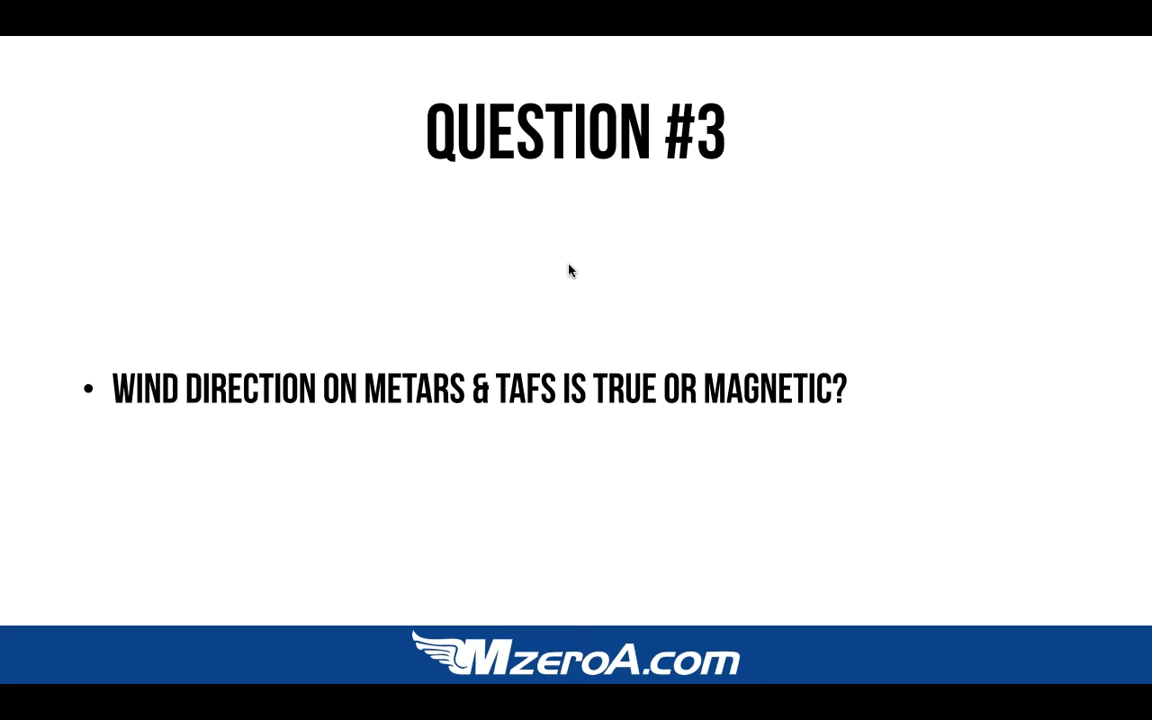 QUESTION #3
• WIND DIRECTION ON METARS & TAFS IS TRUE OR MAGNETIC?
MzeroA.com